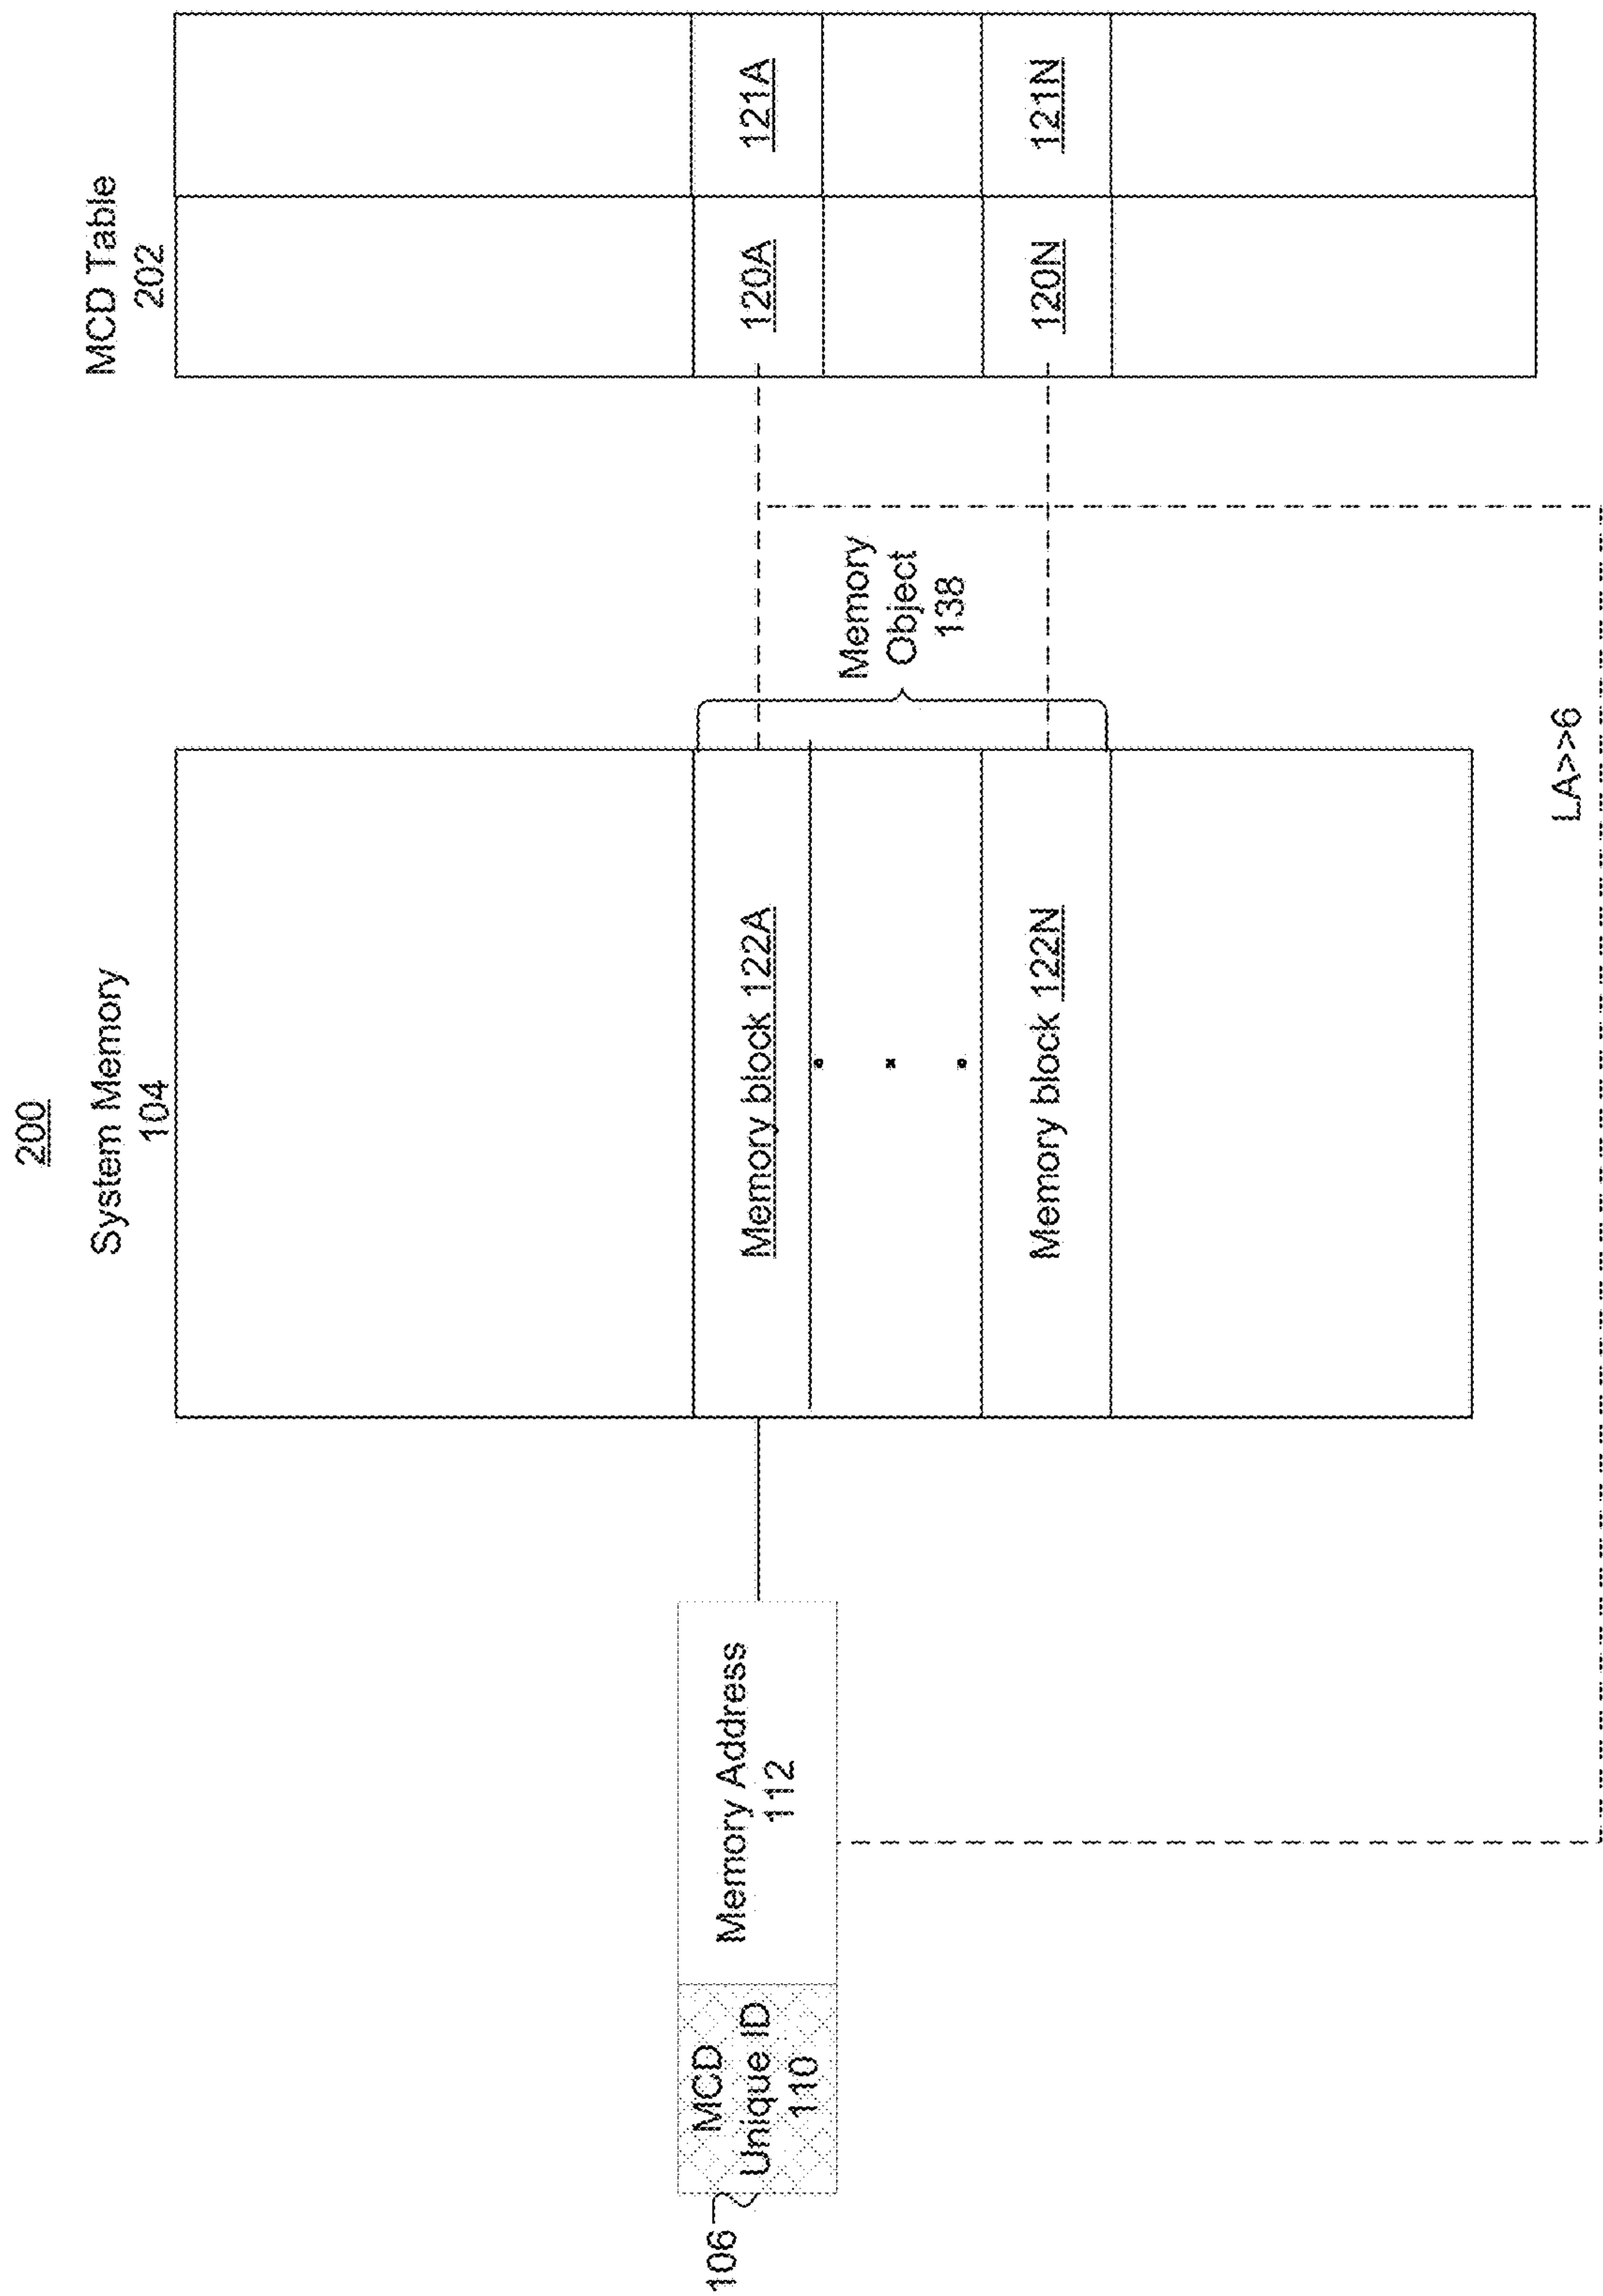 200
System Memory
104
MCD Table
202
106
MCD
Unique ID
110
Memory Address
112
Memory block 122A
Memory block 122N
Memory
Object
138
120A
121A
120N
121N
LA>>6